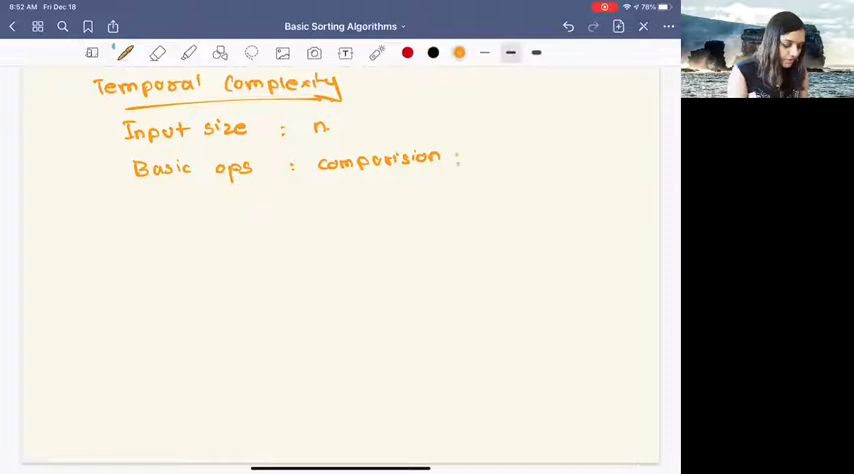 8:52 AM Fri Dec 18
78%
Basic Sorting Algorithms
T
Temporal Complexity
Input size : n.
Basic ops : comparision :